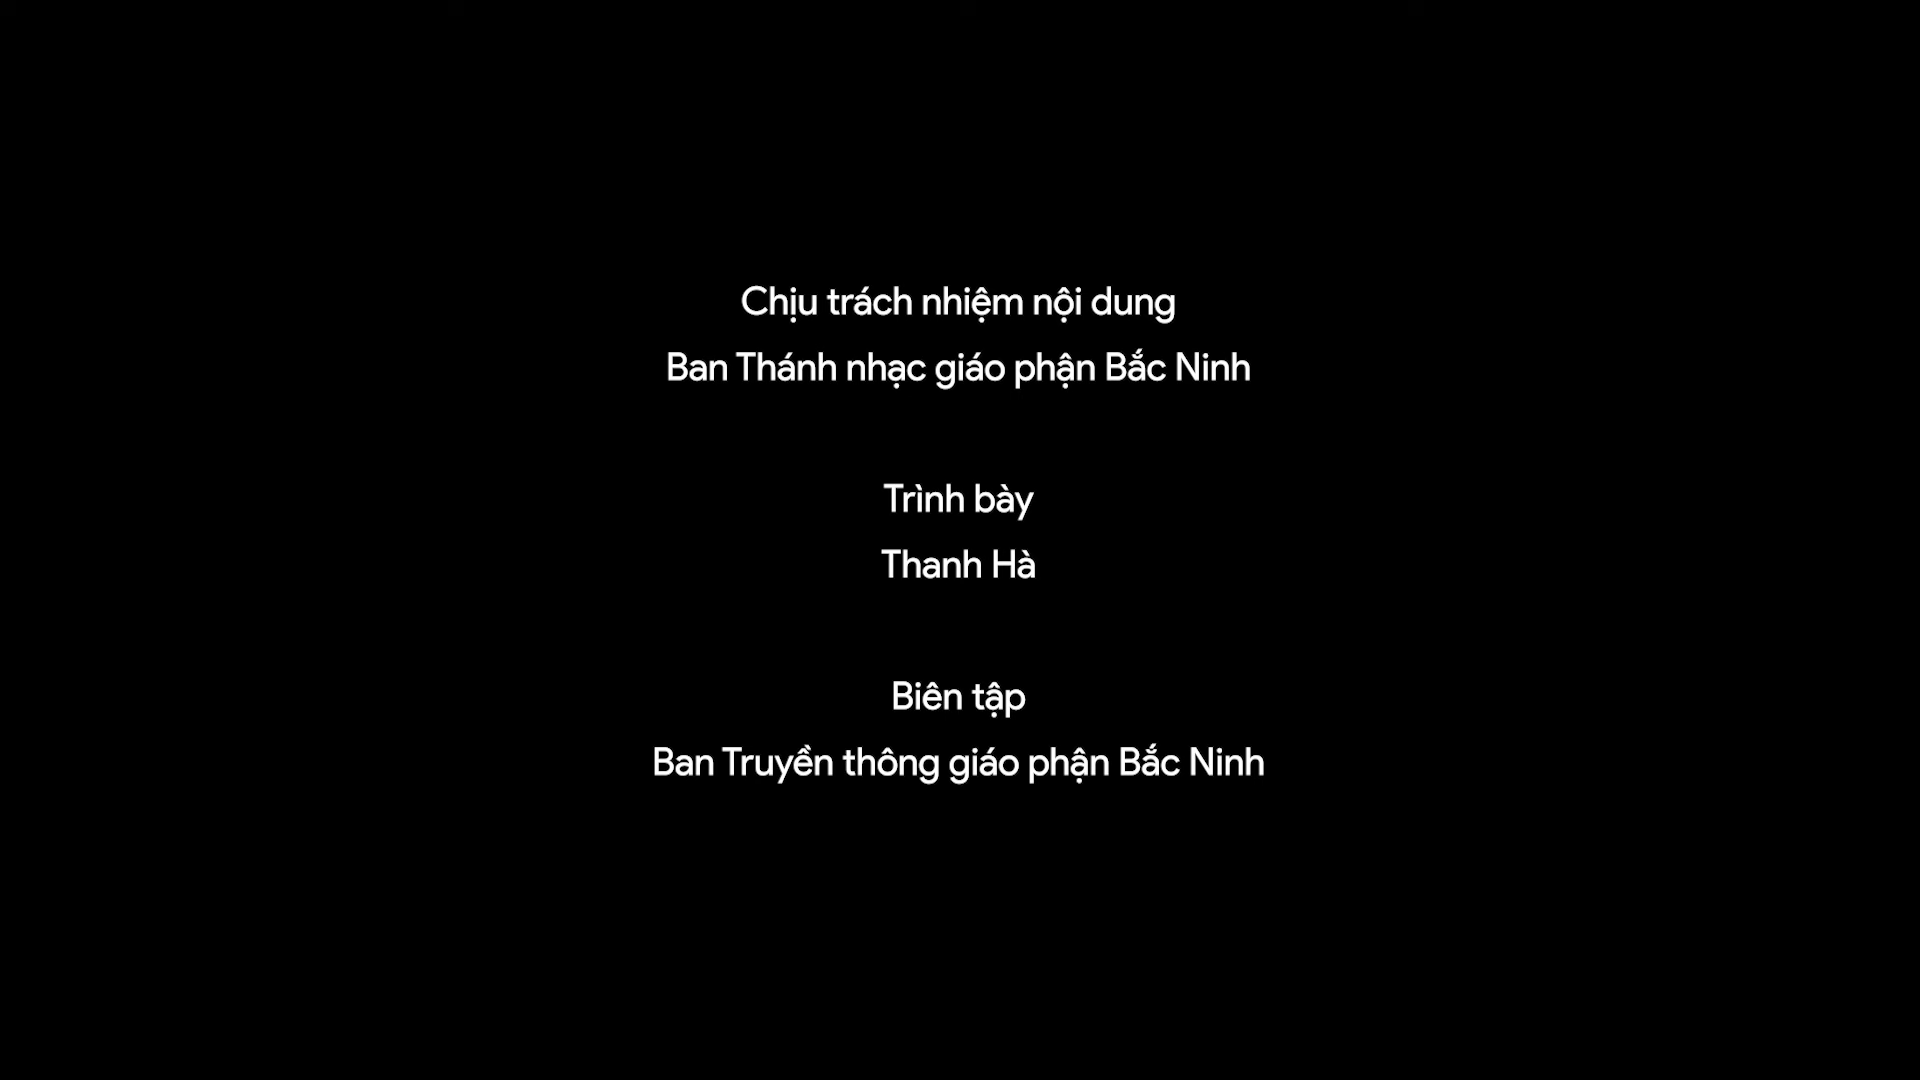 Chịu trách nhiệm nội dung
Ban Thánh nhạc giáo phận Bắc Ninh
Trình bày
Thanh Hà
Biên tập
Ban Truyền thông giáo phận Bắc Ninh